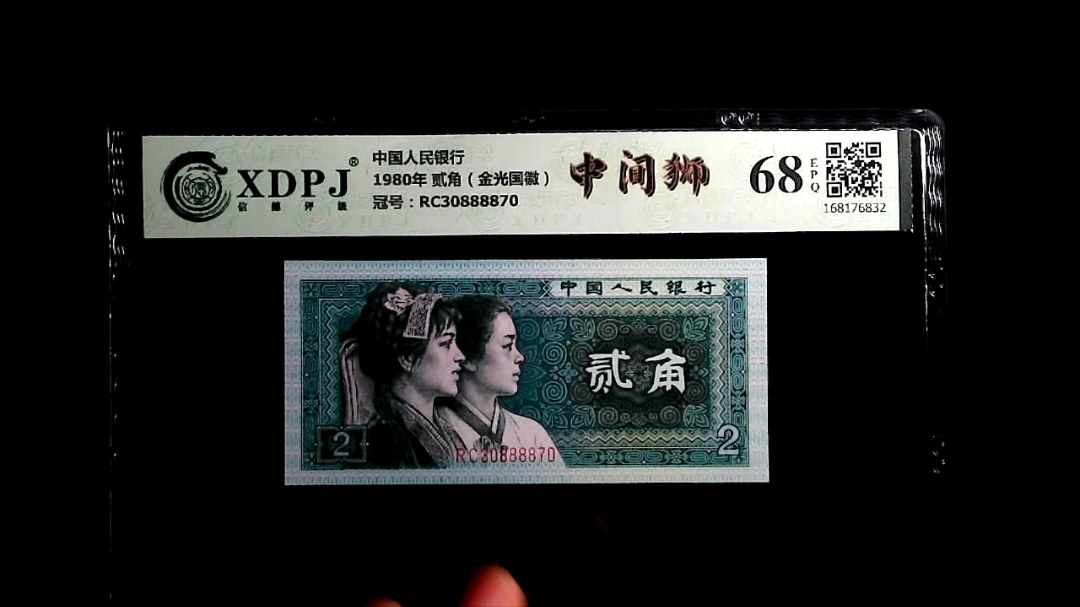 XDPJ®
信德评级
中国人民银行
1980年 贰角（金光国徽）
冠号：RC30888870
中间狮
68
EPQ
168176832
中国人民银行
贰角
2
2
RC30888870